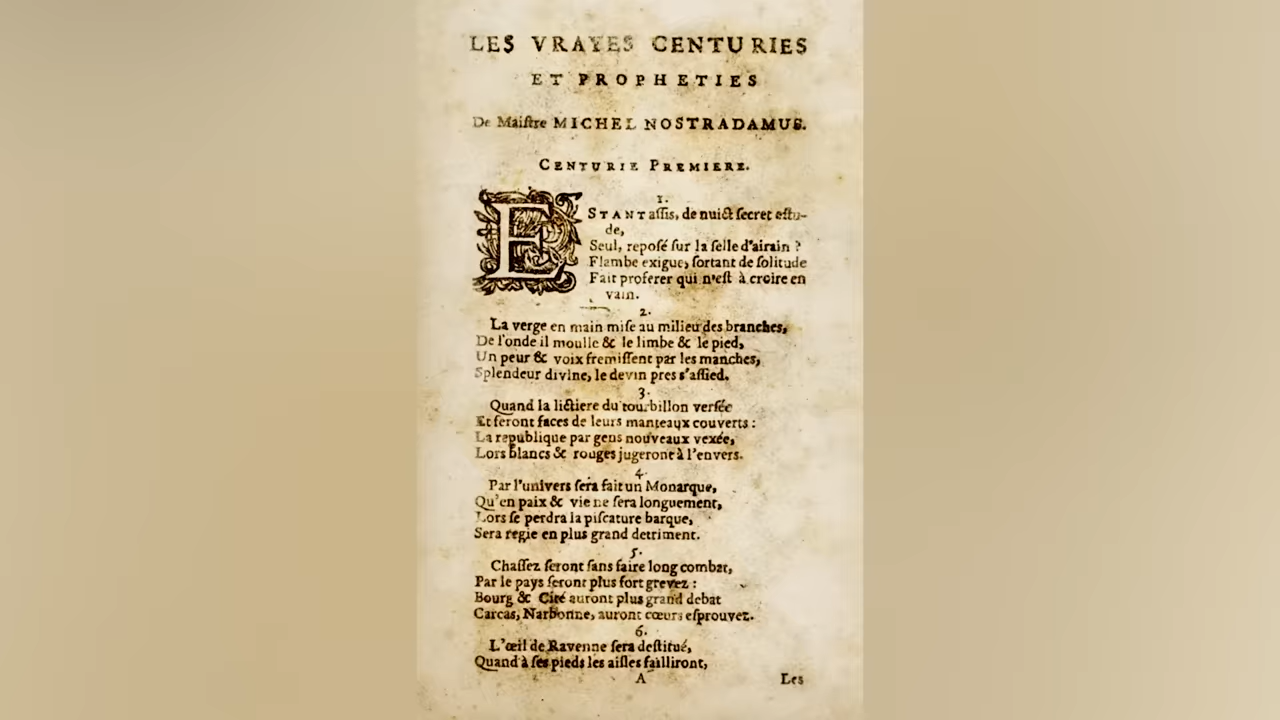 LES VRAYES CENTURIES
ET PROPHETIES
De Maiſtre MICHEL NOSTRADAMUS.
CENTURIE PREMIERE.
1.
ESTANT aſſis, de nuict ſecret eſtu-
de,
Seul, repoſé ſur la ſelle d'airain ?
Flambe exigue, ſortant de ſolitude
Fait proferer qui n'eſt à croire en
vain.
2.
La verge en main miſe au milieu des branches,
De l'onde il moulle & le limbe & le pied,
Un peur & voix fremiſſent par les manches,
Splendeur divine, le devin pres s'aſſied.
3.
Quand la lictiere du tourbillon verſée
Et ſeront faces de leurs manteaux couverts :
La republique par gens nouveaux vexée,
Lors blancs & rouges jugeront à l'envers.
4.
Par l'univers ſera fait un Monarque,
Qu'en paix & vie ne ſera longuement,
Lors ſe perdra la piſcature barque,
Sera regie en plus grand detriment.
5.
Chaſſez ſeront ſans faire long combat,
Par le pays ſeront plus fort grevez :
Bourg & Cité auront plus grand debat
Carcas, Narbonne, auront cœurs eſprouvez.
6.
L'œil de Ravenne ſera deſtitué,
Quand à ſes pieds les aiſles failliront,
A
Les